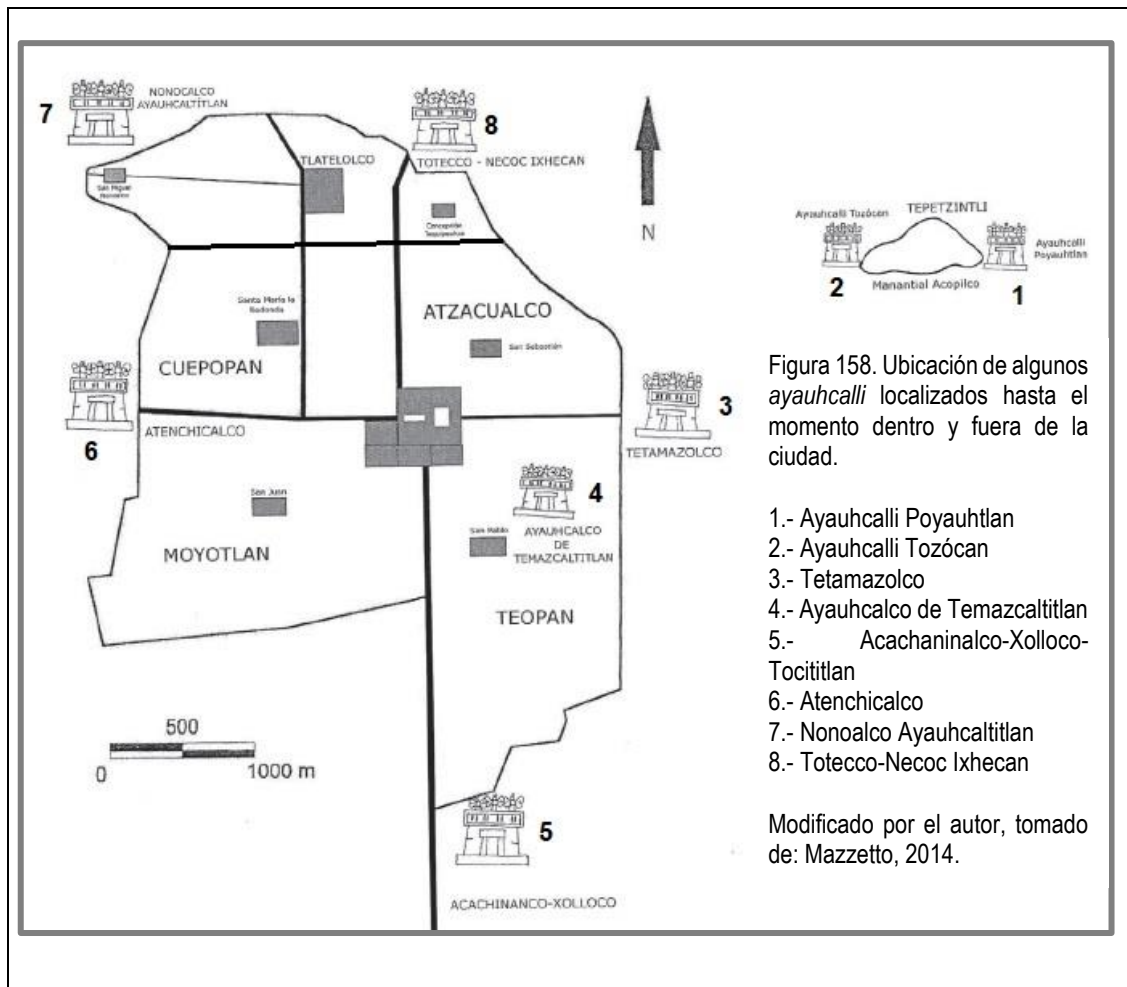 7
NONOCALCO
AYAUHCALTÍTLAN
8
TLATELOLCO
TOTECCO - NECOC IXHECAN
San Miguel
Nonoalco
Concepción
N
Ayauhcalli Tozócan
TEPETZINTLI
Ayauhcalli
Poyauhtlan
2
Manantial Acopilco
1
Santa María la
Redonda
ATZACUALCO
San Sebastián
CUEPOPAN
6
ATENCHICALCO
3
TETAMAZOLCO
San Juan
4
San Pablo
AYAUHCALCO
DE
TEMAZCALTITLAN
MOYOTLAN
TEOPAN
500
0
1000 m
5
ACACHINANCO-XOLLOCO
Figura 158. Ubicación de algunos
ayauhcalli localizados hasta el
momento dentro y fuera de la
ciudad.
1.- Ayauhcalli Poyauhtlan
2.- Ayauhcalli Tozócan
3.- Tetamazolco
4.- Ayauhcalco de Temazcaltitlan
5.- Acachaninalco-Xolloco-
Tocititlan
6.- Atenchicalco
7.- Nonoalco Ayauhcaltitlan
8.- Totecco-Necoc Ixhecan
Modificado por el autor, tomado
de: Mazzetto, 2014.